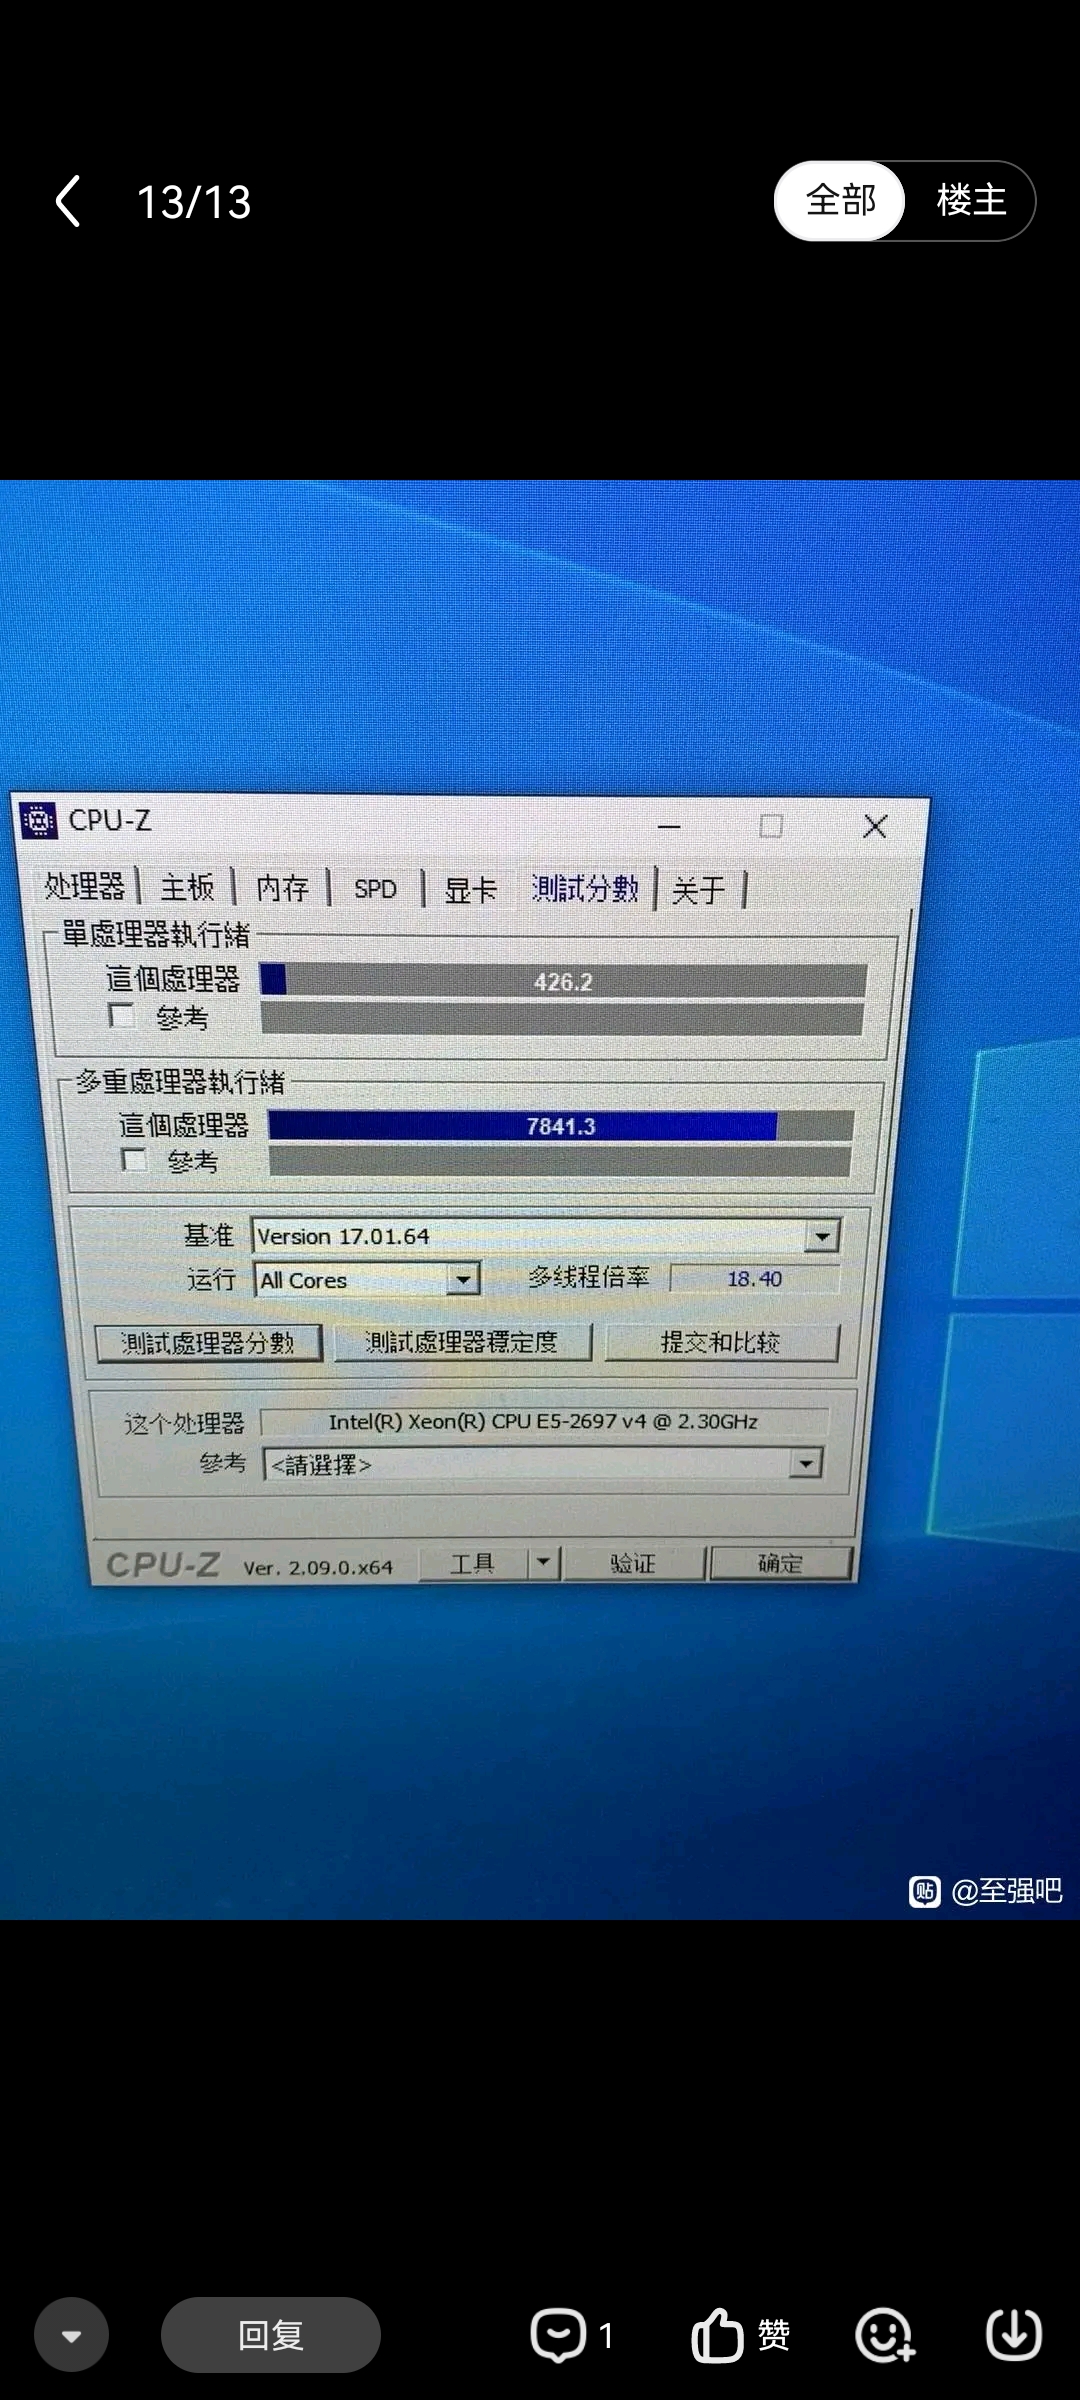 13/13
全部 楼主
CPU-Z
处理器 主板 内存 SPD 显卡 測試分數 关于
單處理器執行緒
這個處理器 426.2
參考
多重處理器執行緒
這個處理器 7841.3
參考
基准 Version 17.01.64
运行 All Cores 多线程倍率 18.40
測試處理器分數 測試處理器穩定度 提交和比较
这个处理器 Intel(R) Xeon(R) CPU E5-2697 v4 @ 2.30GHz
參考 <請選擇>
CPU-Z Ver. 2.09.0.x64 工具 验证 确定
贴 @至强吧
回复 1 赞